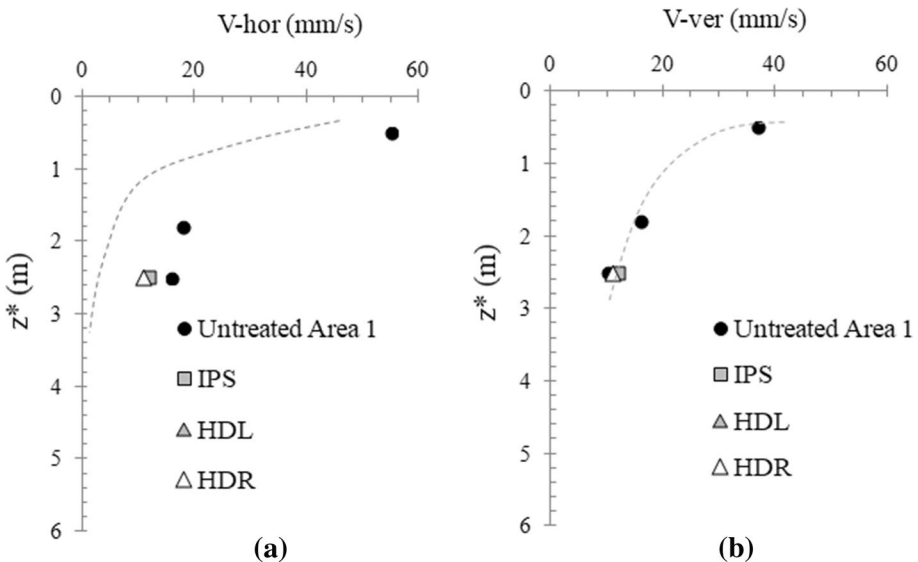 V-hor (mm/s)
0 20 40 60
0
1
2
3
4
5
6
z* (m)
Untreated Area 1
IPS
HDL
HDR
(a)
V-ver (mm/s)
0 20 40 60
0
1
2
3
4
5
6
z* (m)
Untreated Area 1
IPS
HDL
HDR
(b)